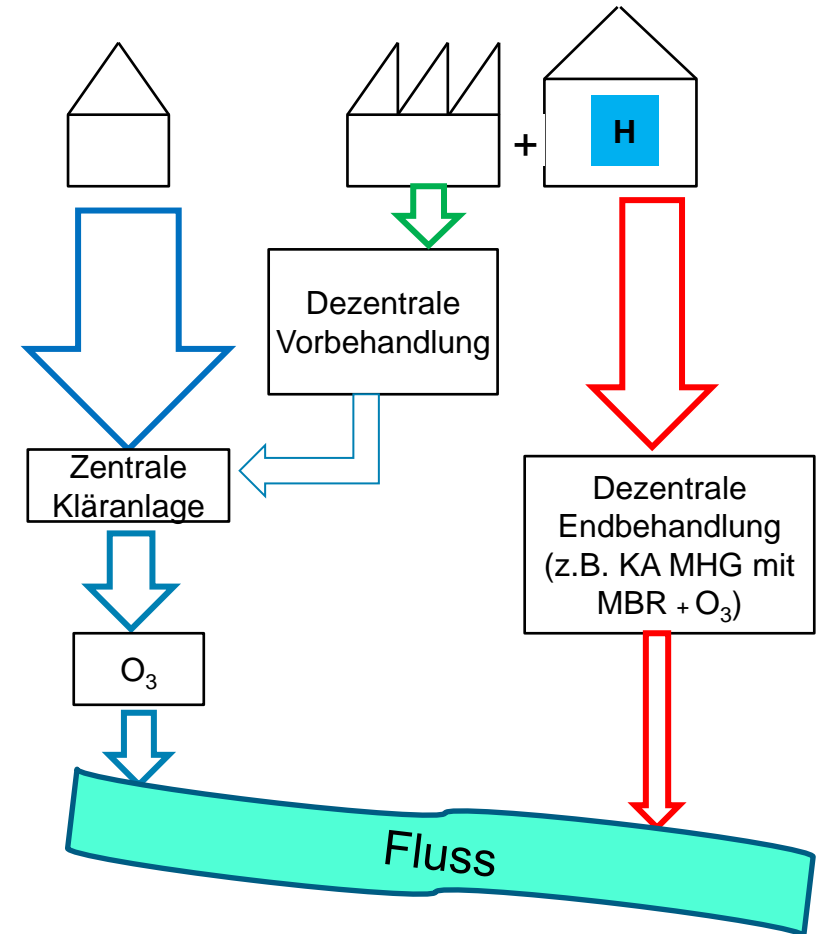 +
H
Dezentrale
Vorbehandlung
Zentrale
Kläranlage
Dezentrale
Endbehandlung
(z.B. KA MHG mit
MBR + O₃)
O₃
Fluss